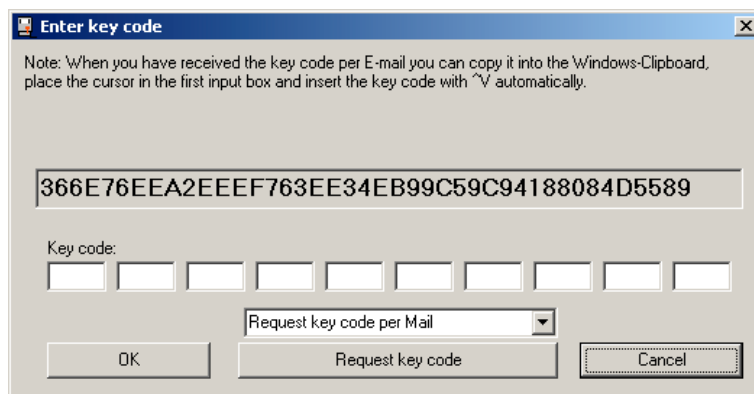 Enter key code
Note: When you have received the key code per E-mail you can copy it into the Windows-Clipboard,
place the cursor in the first input box and insert the key code with ^V automatically.
366E76EEA2EEEF763EE34EB99C59C94188084D5589
Key code:
Request key code per Mail
OK Request key code Cancel